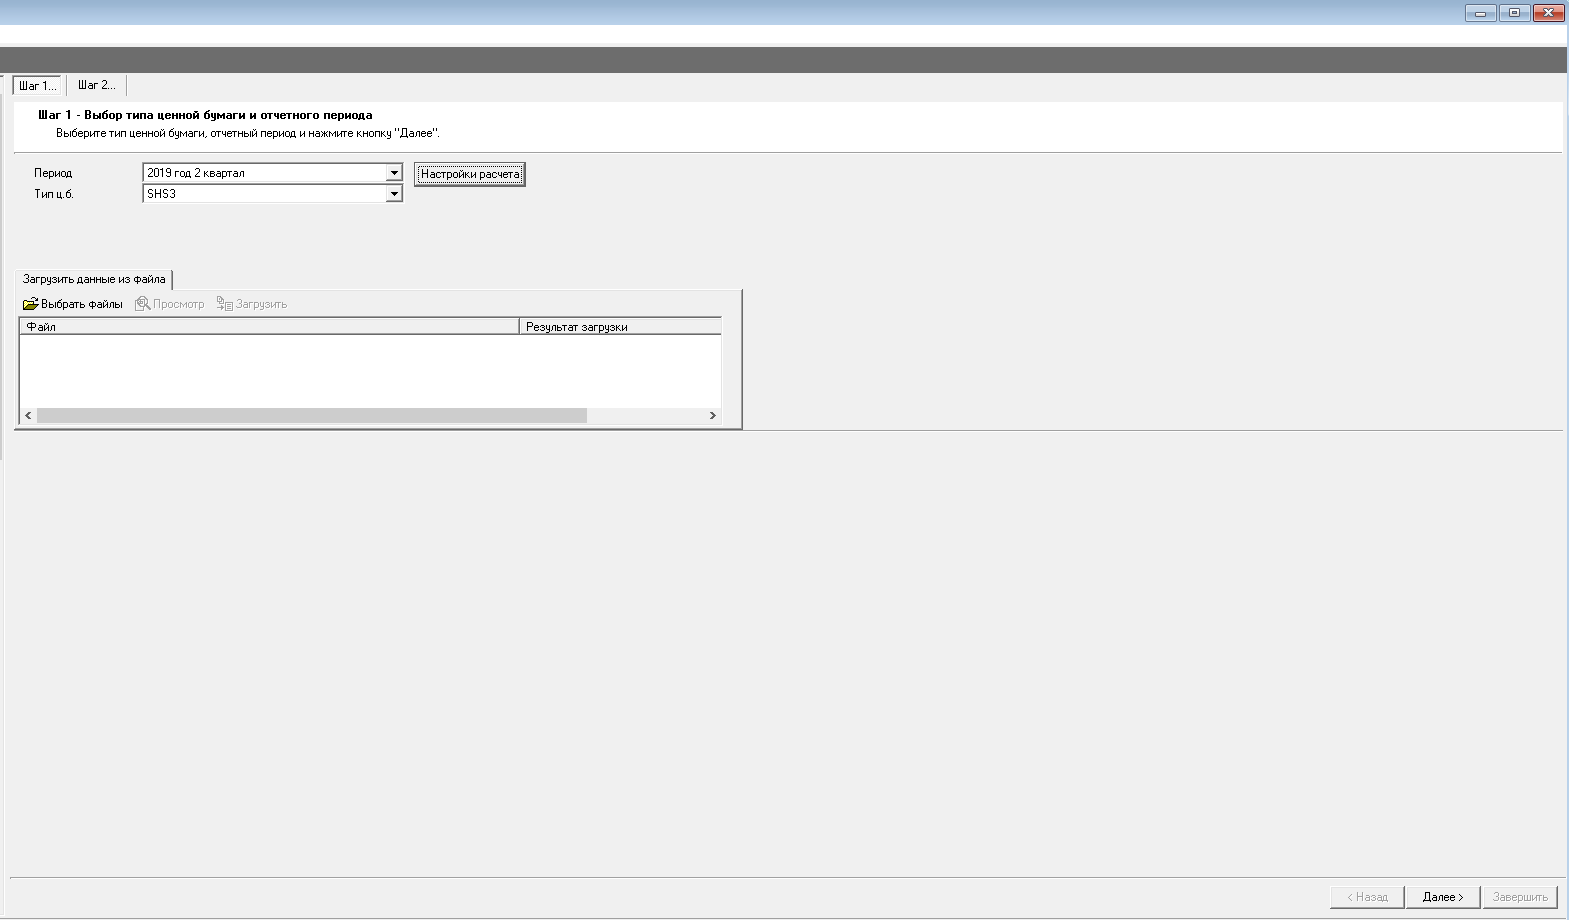 Шаг 1... Шаг 2...
Шаг 1 - Выбор типа ценной бумаги и отчетного периода
Выберите тип ценной бумаги, отчетный период и нажмите кнопку "Далее".
Период 2019 год 2 квартал Настройки расчета
Тип ц.б. SHS3
Загрузить данные из файла
Выбрать файлы Просмотр Загрузить
Файл Результат загрузки
< Назад Далее > Завершить